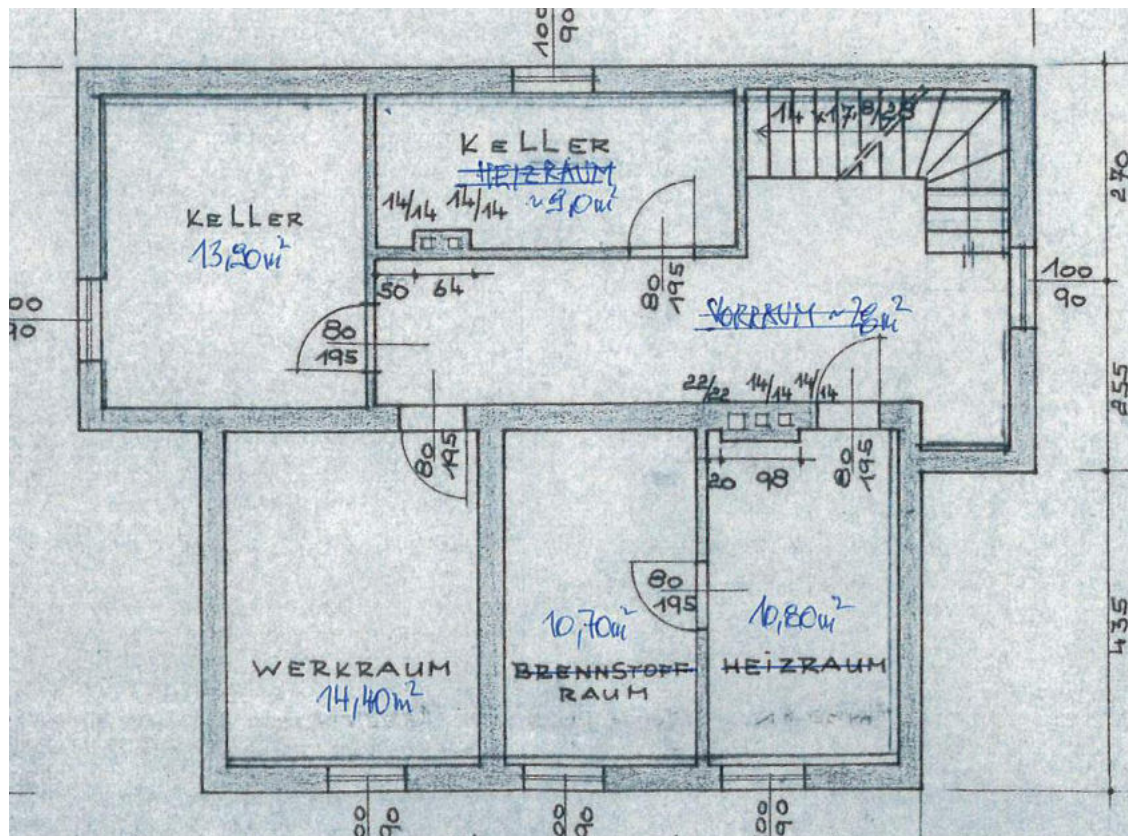 100
90
14 x 17,8/28
KELLER
HEIZRAUM
~9,0m²
14/14 14/14
KELLER
13,90m²
270
50 64
80
195
100
90
00
90
VORRAUM ~28m²
80
195
22/22 14/14 14/14
255
80
195
20 98
80
195
80
195
10,70m²
10,80m²
WERKRAUM
14,40m²
BRENNSTOFF
RAUM
HEIZRAUM
435
00
90
00
90
00
90